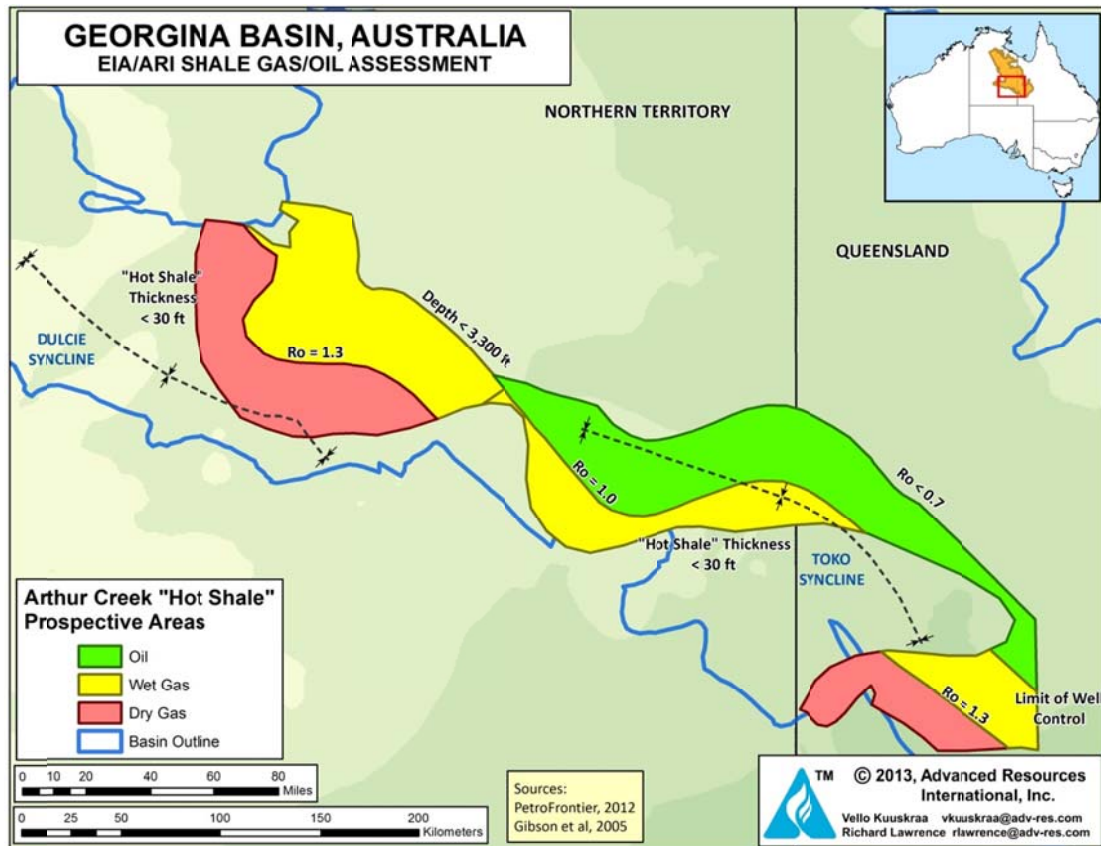 GEORGINA BASIN, AUSTRALIA
EIA/ARI SHALE GAS/OIL ASSESSMENT
NORTHERN TERRITORY
QUEENSLAND
"Hot Shale"
Thickness
< 30 ft
DULCIE
SYNCLINE
Depth < 3,300 ft
Ro = 1.3
Ro = 1.0
Ro < 0.7
"Hot Shale" Thickness
< 30 ft
TOKO
SYNCLINE
Ro = 1.3
Limit of Well
Control
Arthur Creek "Hot Shale"
Prospective Areas
Oil
Wet Gas
Dry Gas
Basin Outline
0 10 20 40 60 80
Miles
0 50 100 150 200
Kilometers
Sources:
PetroFrontier, 2012
Gibson et al, 2005
TM
© 2013, Advanced Resources
International, Inc.
Vello Kuuskraa vkuuskraa@adv-res.com
Richard Lawrence rlawrence@adv-res.com